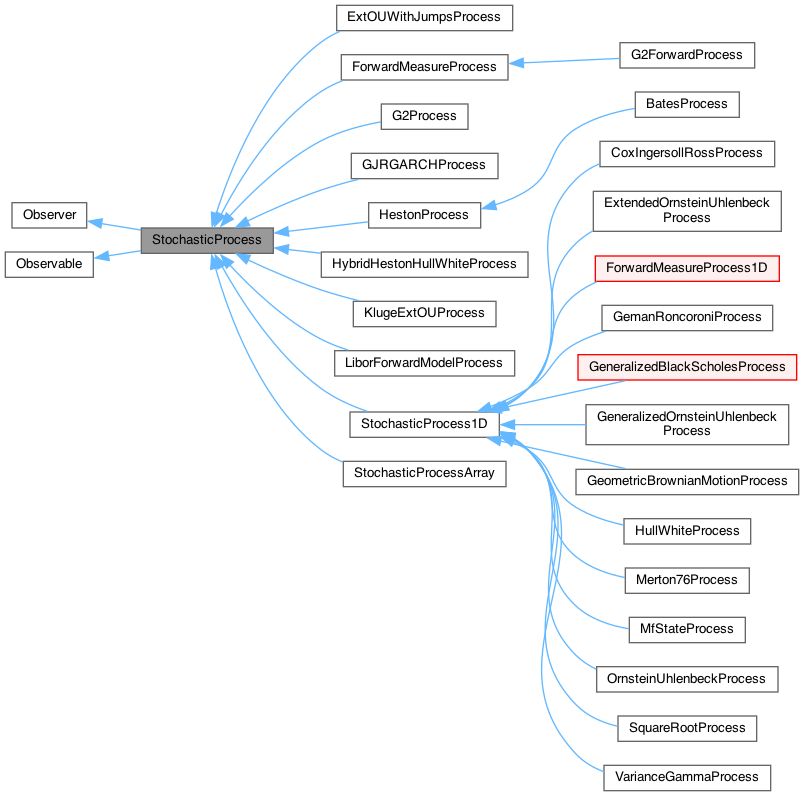 Observer
Observable
StochasticProcess
ExtOUWithJumpsProcess
ForwardMeasureProcess
G2Process
GJRGARCHProcess
HestonProcess
HybridHestonHullWhiteProcess
KlugeExtOUProcess
LiborForwardModelProcess
StochasticProcess1D
StochasticProcessArray
G2ForwardProcess
BatesProcess
CoxIngersollRossProcess
ExtendedOrnsteinUhlenbeck
Process
ForwardMeasureProcess1D
GemanRoncoroniProcess
GeneralizedBlackScholesProcess
GeneralizedOrnsteinUhlenbeck
Process
GeometricBrownianMotionProcess
HullWhiteProcess
Merton76Process
MfStateProcess
OrnsteinUhlenbeckProcess
SquareRootProcess
VarianceGammaProcess